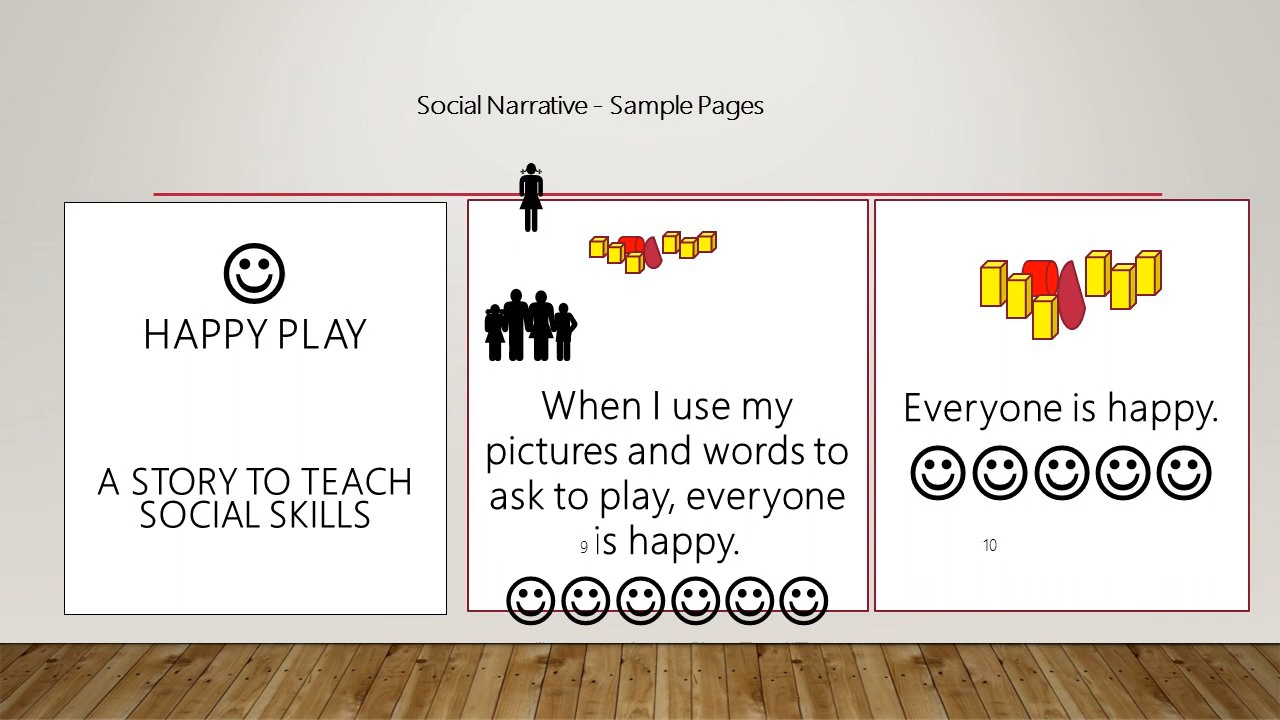 Social Narrative - Sample Pages
HAPPY PLAY
A STORY TO TEACH
SOCIAL SKILLS
When I use my
pictures and words to
ask to play, everyone
is happy.
9
Everyone is happy.
10